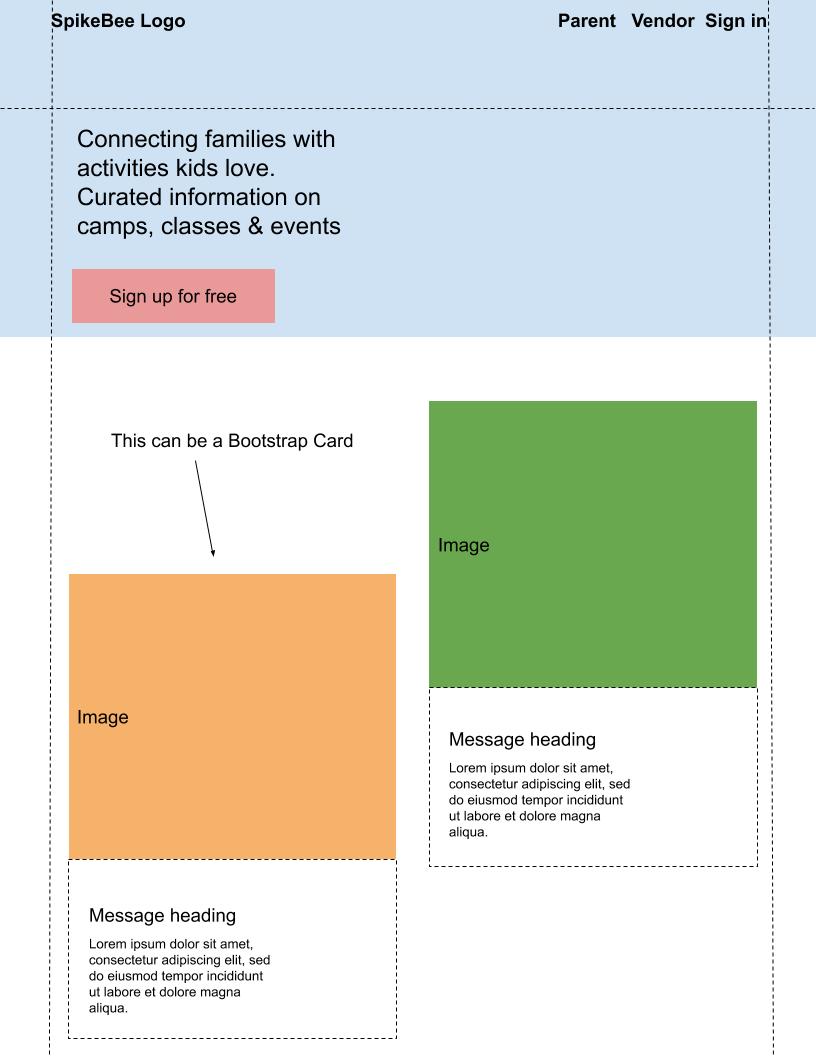 SpikeBee Logo
Parent Vendor Sign in
Connecting families with
activities kids love.
Curated information on
camps, classes & events
Sign up for free
This can be a Bootstrap Card
Image
Message heading
Lorem ipsum dolor sit amet,
consectetur adipiscing elit, sed
do eiusmod tempor incididunt
ut labore et dolore magna
aliqua.
Image
Message heading
Lorem ipsum dolor sit amet,
consectetur adipiscing elit, sed
do eiusmod tempor incididunt
ut labore et dolore magna
aliqua.